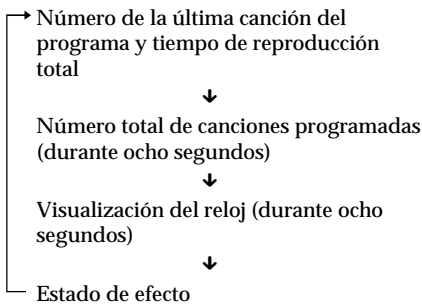 Número de la última canción del
programa y tiempo de reproducción
total
Número total de canciones programadas
(durante ocho segundos)
Visualización del reloj (durante ocho
segundos)
Estado de efecto